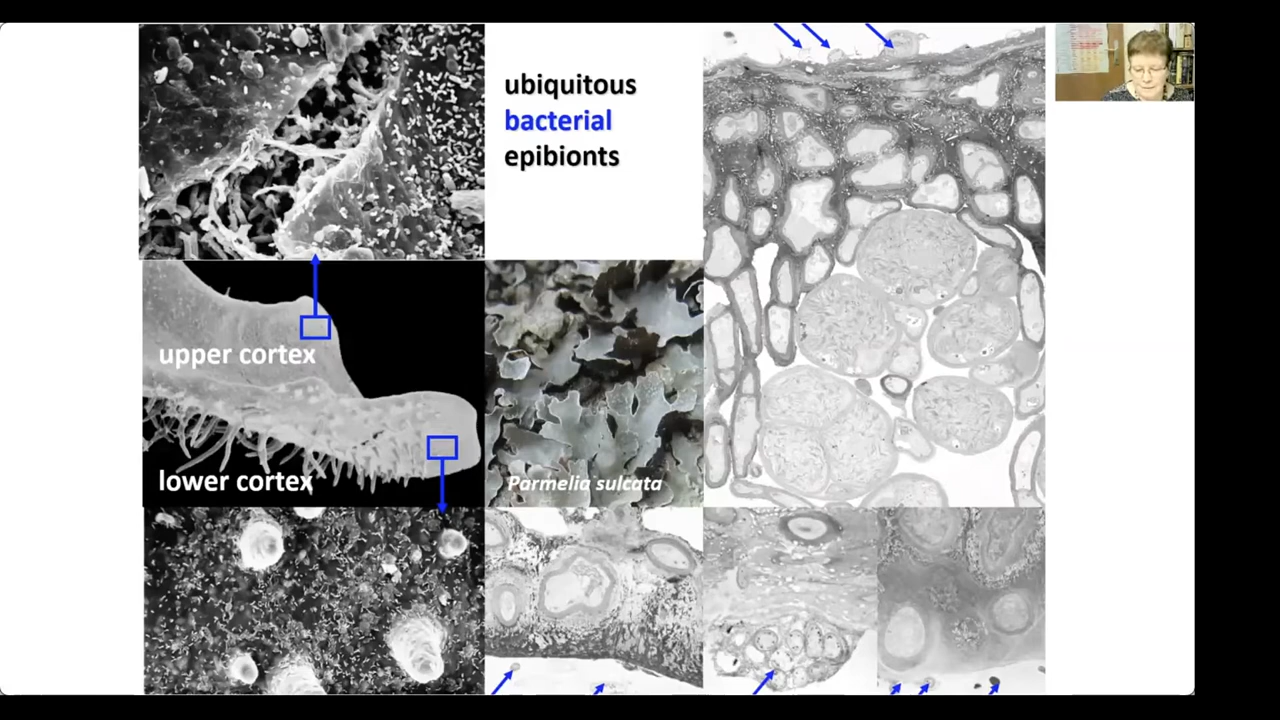 ubiquitous
bacterial
epibionts
upper cortex
lower cortex
Parmelia sulcata